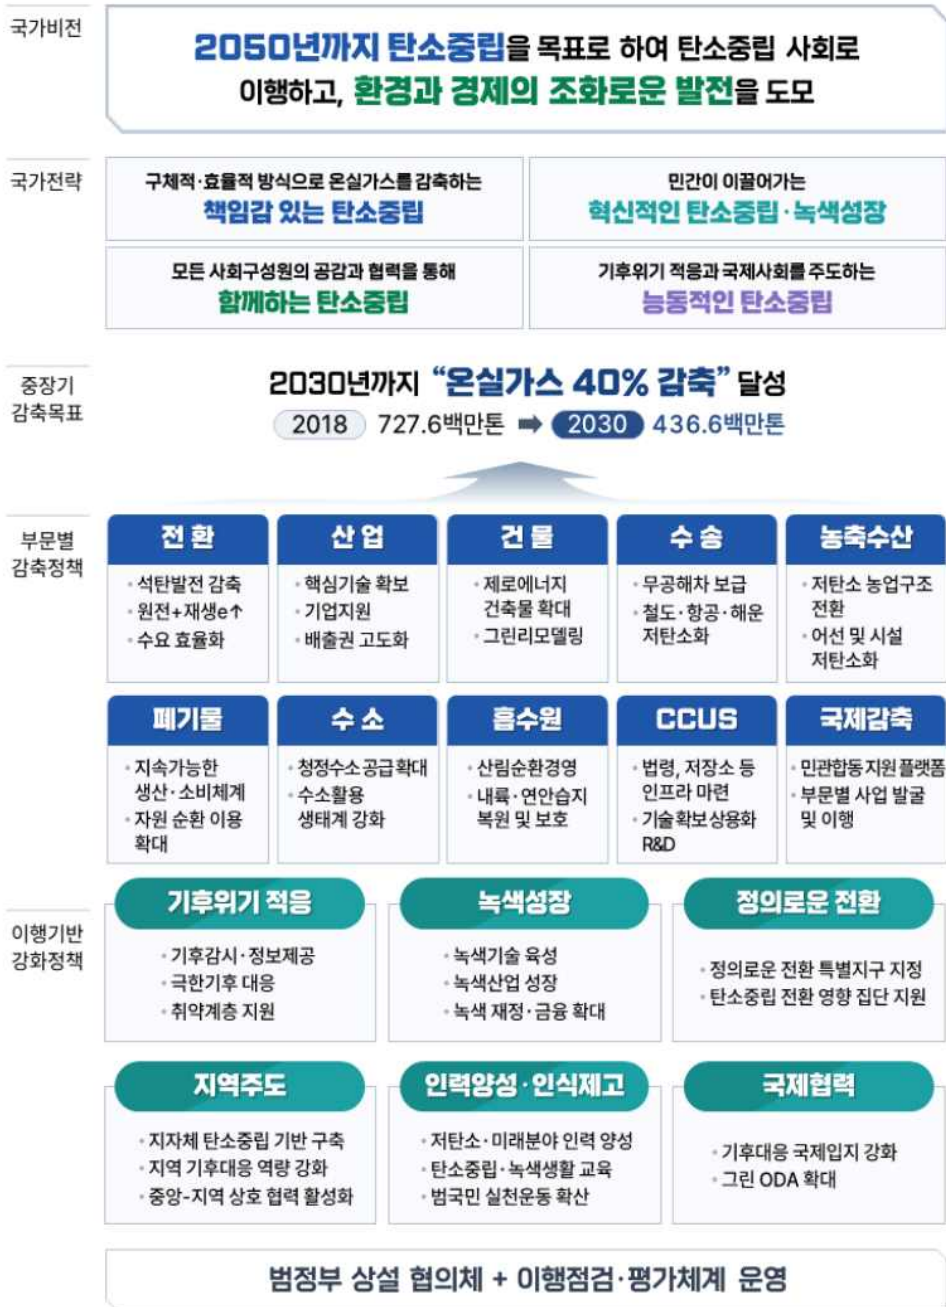 국가비전
2050년까지 탄소중립을 목표로 하여 탄소중립 사회로
이행하고, 환경과 경제의 조화로운 발전을 도모
국가전략
구체적·효율적 방식으로 온실가스를 감축하는
책임감 있는 탄소중립
민간이 이끌어가는
혁신적인 탄소중립·녹색성장
모든 사회구성원의 공감과 협력을 통해
함께하는 탄소중립
기후위기 적응과 국제사회를 주도하는
능동적인 탄소중립
중장기
감축목표
2030년까지 “온실가스 40% 감축” 달성
2018 727.6백만톤 ➡ 2030 436.6백만톤
부문별
감축정책
전 환
• 석탄발전 감축
• 원전+재생e↑
• 수요 효율화
산 업
• 핵심기술 확보
• 기업지원
• 배출권 고도화
건 물
• 제로에너지
건축물 확대
• 그린리모델링
수 송
• 무공해차 보급
• 철도·항공·해운
저탄소화
농축수산
• 저탄소 농업구조
전환
• 어선 및 시설
저탄소화
폐기물
• 지속가능한
생산·소비체계
• 자원 순환 이용
확대
수 소
• 청정수소 공급 확대
• 수소활용
생태계 강화
흡수원
• 산림순환경영
• 내륙·연안습지
복원 및 보호
CCUS
• 법령, 저장소 등
인프라 마련
• 기술확보 상용화
R&D
국제감축
• 민관합동 지원 플랫폼
• 부문별 사업 발굴
및 이행
이행기반
강화정책
기후위기 적응
• 기후감시·정보제공
• 극한기후 대응
• 취약계층 지원
녹색성장
• 녹색기술 육성
• 녹색산업 성장
• 녹색 재정·금융 확대
정의로운 전환
• 정의로운 전환 특별지구 지정
• 탄소중립 전환 영향 집단 지원
지역주도
• 지자체 탄소중립 기반 구축
• 지역 기후대응 역량 강화
• 중앙-지역 상호 협력 활성화
인력양성·인식제고
• 저탄소·미래분야 인력 양성
• 탄소중립·녹색생활 교육
• 범국민 실천운동 확산
국제협력
• 기후대응 국제입지 강화
• 그린 ODA 확대
범정부 상설 협의체 + 이행점검·평가체계 운영